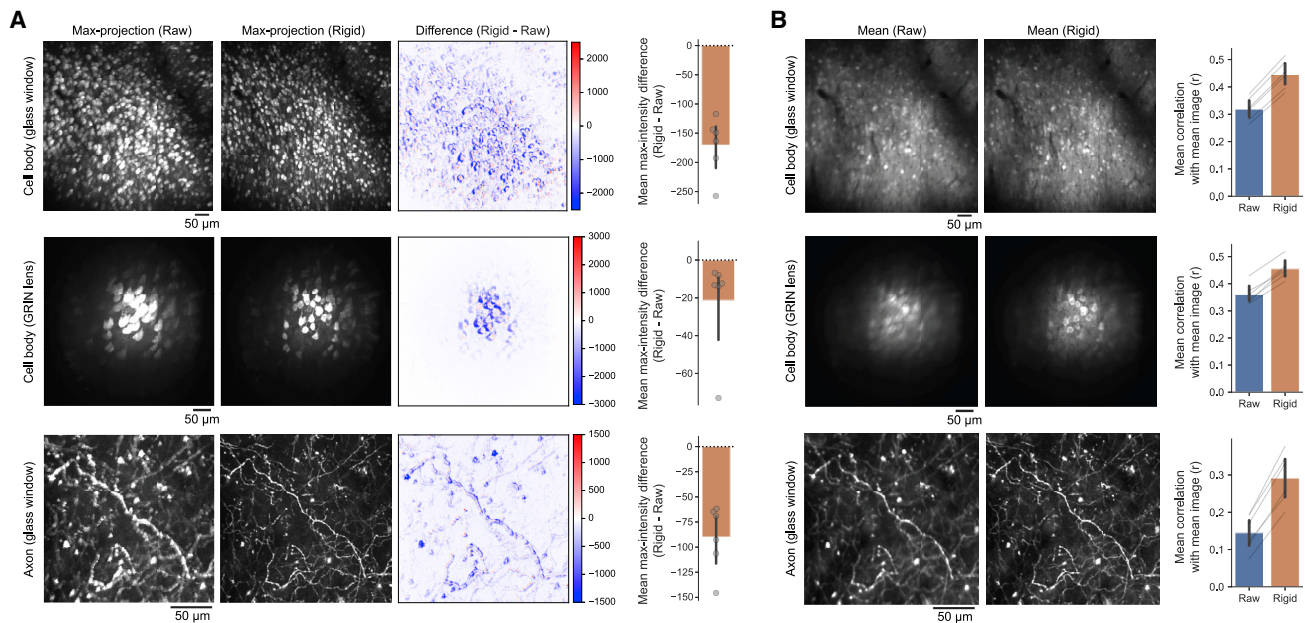 A
Max-projection (Raw)
Max-projection (Rigid)
Difference (Rigid - Raw)
Cell body (glass window)
50 µm
2000
1000
0
−1000
−2000
Mean max-intensity difference
(Rigid - Raw)
0
−50
−100
−150
−200
−250
Cell body (GRIN lens)
50 µm
3000
2000
1000
0
−1000
−2000
−3000
Mean max-intensity difference
(Rigid - Raw)
0
−20
−40
−60
Axon (glass window)
50 µm
1500
1000
500
0
−500
−1000
−1500
Mean max-intensity difference
(Rigid - Raw)
0
−25
−50
−75
−100
−125
−150
B
Mean (Raw)
Mean (Rigid)
Cell body (glass window)
50 µm
Mean correlation
with mean image (r)
0.5
0.4
0.3
0.2
0.1
0.0
Raw
Rigid
Cell body (GRIN lens)
50 µm
Mean correlation
with mean image (r)
0.5
0.4
0.3
0.2
0.1
0.0
Raw
Rigid
Axon (glass window)
50 µm
Mean correlation
with mean image (r)
0.3
0.2
0.1
0.0
Raw
Rigid